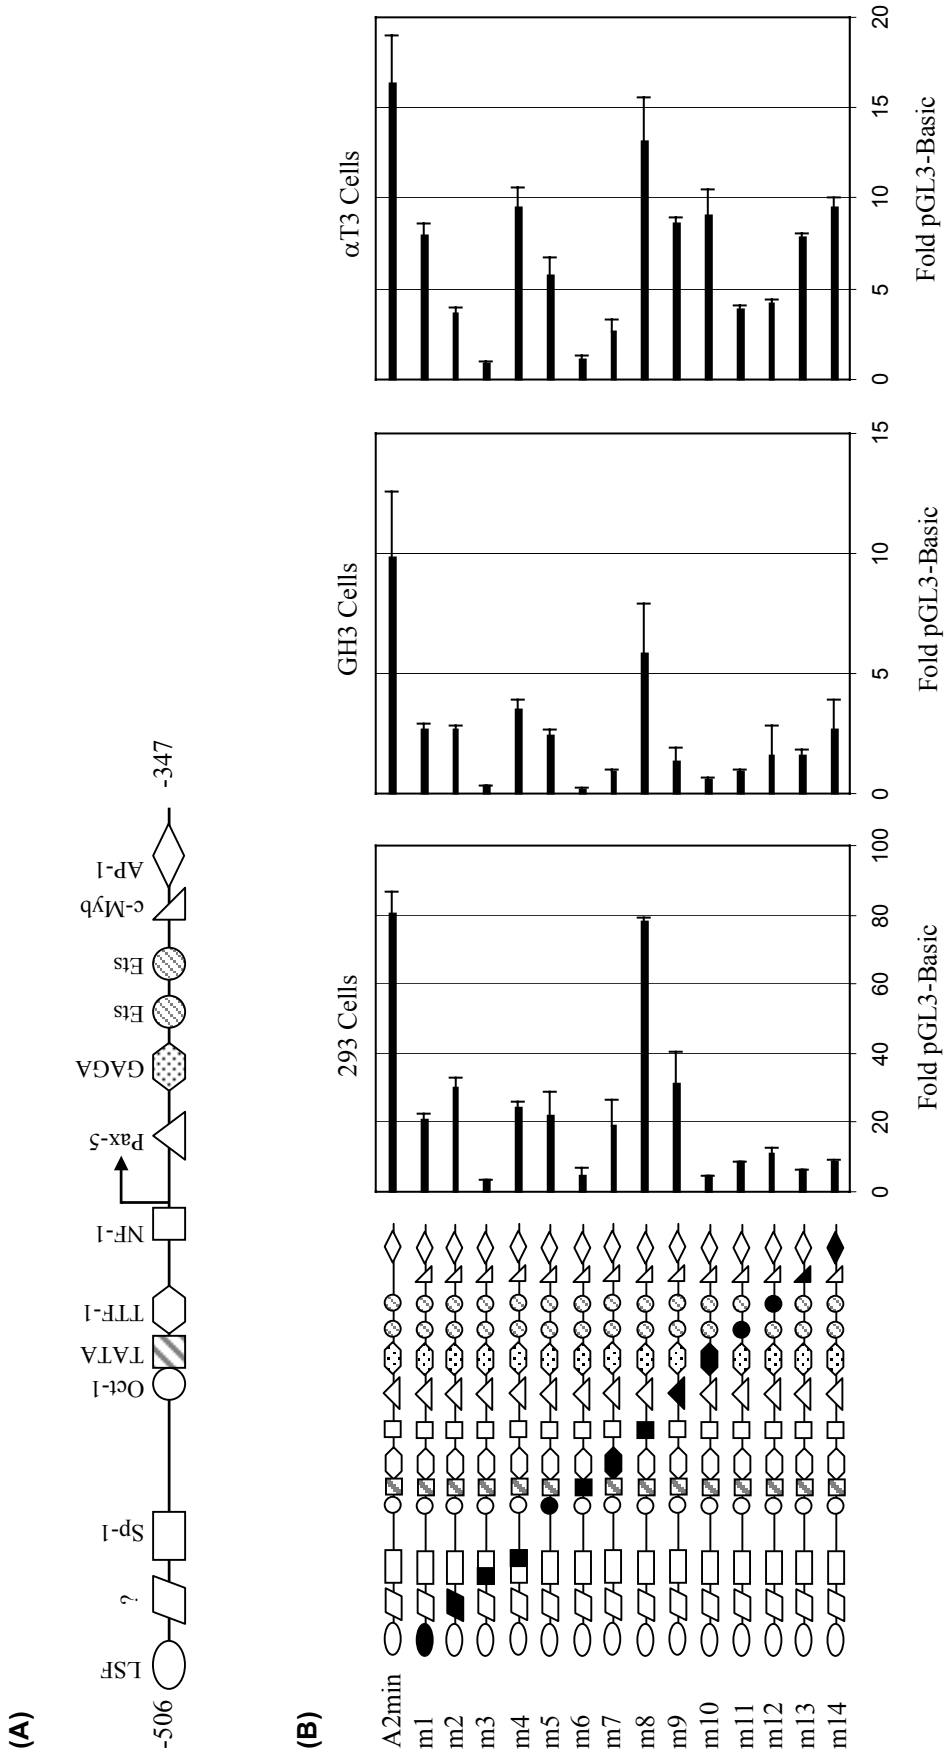 (A)
-506
LSF
?
Sp-1
Oct-1
TATA
TTF-1
NF-1
Pax-5
GAGA
Ets
Ets
c-Myb
AP-1
-347
(B)
293 Cells
GH3 Cells
αT3 Cells
A2min
m1
m2
m3
m4
m5
m6
m7
m8
m9
m10
m11
m12
m13
m14
0 20 40 60 80 100
0 5 10 15
0 5 10 15 20
Fold pGL3-Basic
Fold pGL3-Basic
Fold pGL3-Basic